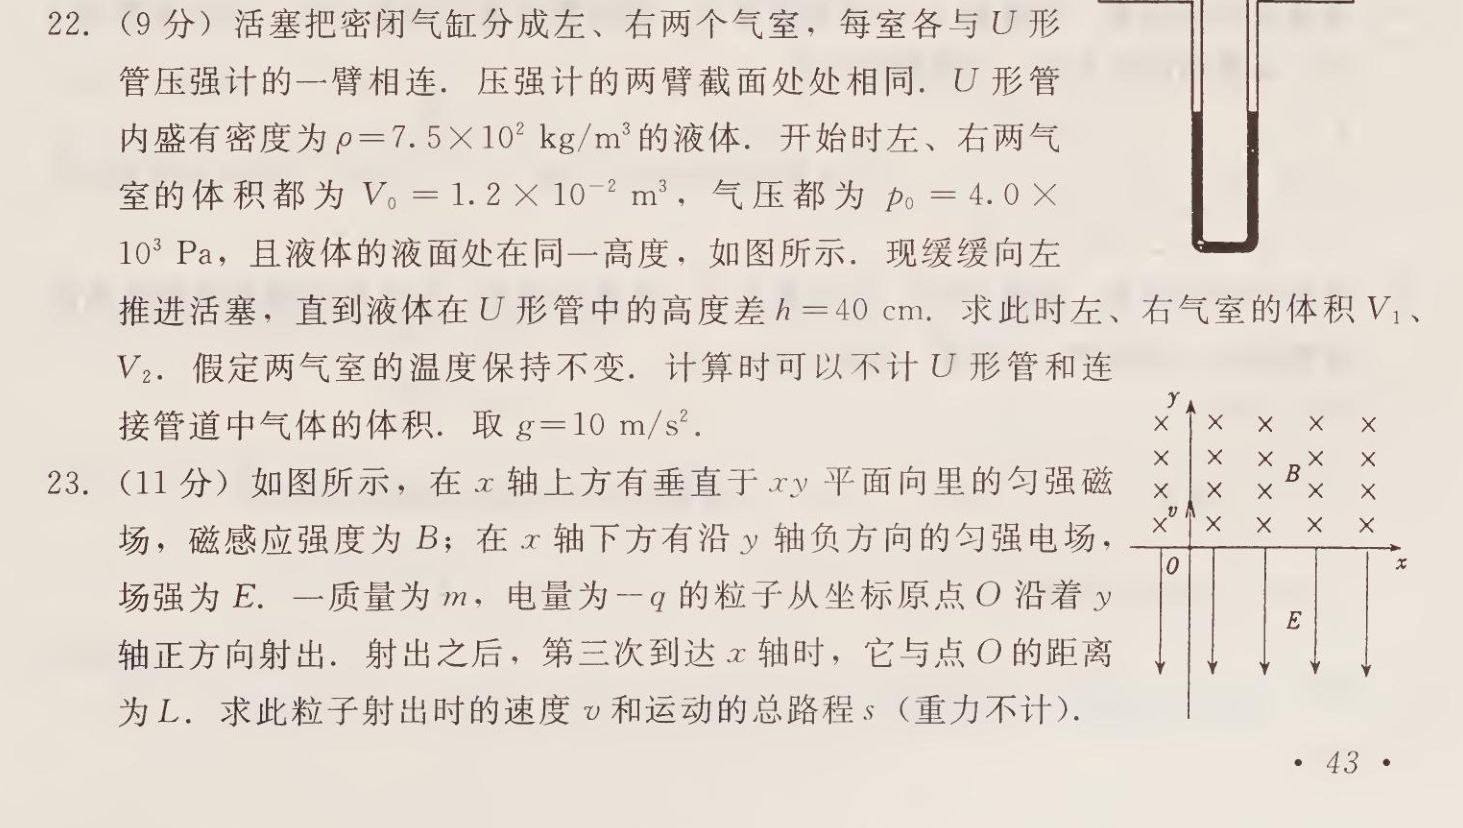 22. (9 分) 活塞把密闭气缸分成左、右两个气室，每室各与 U 形
管压强计的一臂相连． 压强计的两臂截面处处相同． U 形管
内盛有密度为 ρ＝7.5×10² kg/m³ 的液体． 开始时左、右两气
室的体积都为 V₀ ＝ 1.2 × 10⁻² m³，气压都为 p₀ ＝ 4.0 ×
10³ Pa，且液体的液面处在同一高度，如图所示． 现缓缓向左
推进活塞，直到液体在 U 形管中的高度差 h＝40 cm． 求此时左、右气室的体积 V₁、
V₂． 假定两气室的温度保持不变． 计算时可以不计 U 形管和连
接管道中气体的体积． 取 g＝10 m/s²．
23. (11 分) 如图所示，在 x 轴上方有垂直于 xy 平面向里的匀强磁
场，磁感应强度为 B；在 x 轴下方有沿 y 轴负方向的匀强电场，
场强为 E． 一质量为 m，电量为－q 的粒子从坐标原点 O 沿着 y
轴正方向射出． 射出之后，第三次到达 x 轴时，它与点 O 的距离
为 L． 求此粒子射出时的速度 v 和运动的总路程 s（重力不计）．
y
B
v
O
x
E
· 43 ·